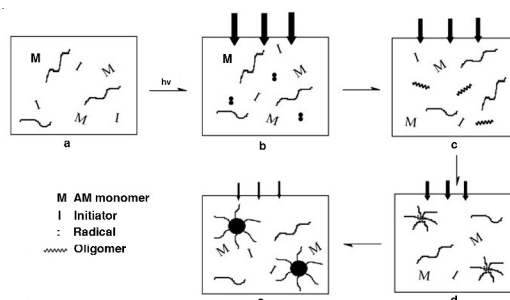 M I M
I M I
a
hν
M I M
I M
b
I M
M I
c
M AM monomer
I Initiator
: Radical
Oligomer
M I M
I
e
M
M I
d